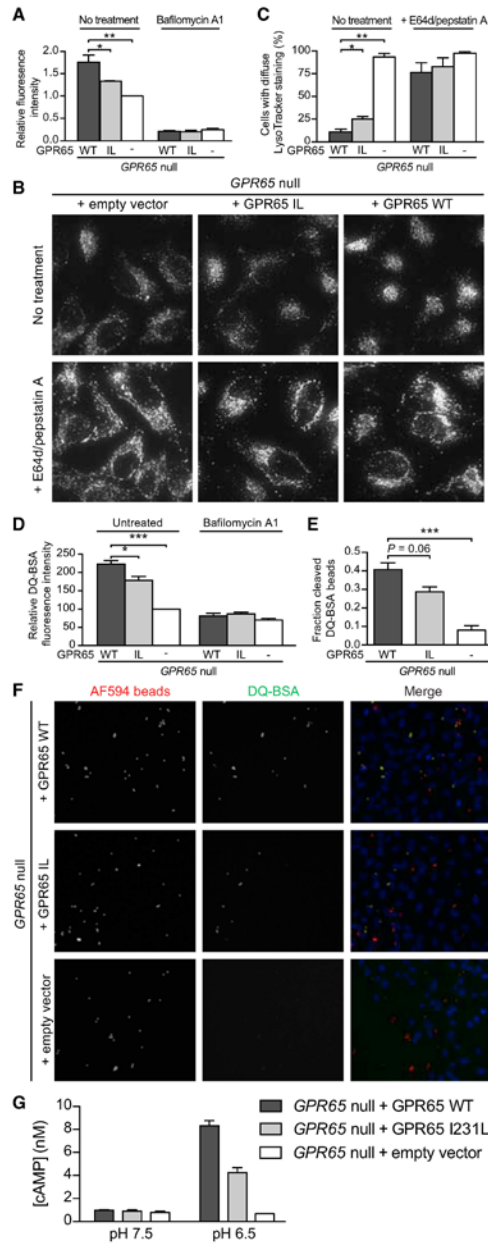 A
No treatment
Bafilomycin A1
**
*
Relative fluorescence
intensity
2.0
1.5
1.0
0.5
0
GPR65 WT IL - WT IL -
GPR65 null
C
No treatment
+ E64d/pepstatin A
**
*
Cells with diffuse
LysoTracker staining (%)
100
75
50
25
0
GPR65 WT IL - WT IL -
GPR65 null
B
GPR65 null
+ empty vector
+ GPR65 IL
+ GPR65 WT
No treatment
+ E64d/pepstatin A
D
Untreated
Bafilomycin A1
***
*
Relative DQ-BSA
fluorescence intensity
250
200
150
100
50
0
GPR65 WT IL - WT IL -
GPR65 null
E
***
P = 0.06
Fraction cleaved
DQ-BSA beads
0.4
0.3
0.2
0.1
0.0
GPR65 WT IL -
GPR65 null
F
AF594 beads
DQ-BSA
Merge
GPR65 null
+ GPR65 WT
+ GPR65 IL
+ empty vector
G
[cAMP] (nM)
10
8
6
4
2
0
pH 7.5
pH 6.5
GPR65 null + GPR65 WT
GPR65 null + GPR65 I231L
GPR65 null + empty vector